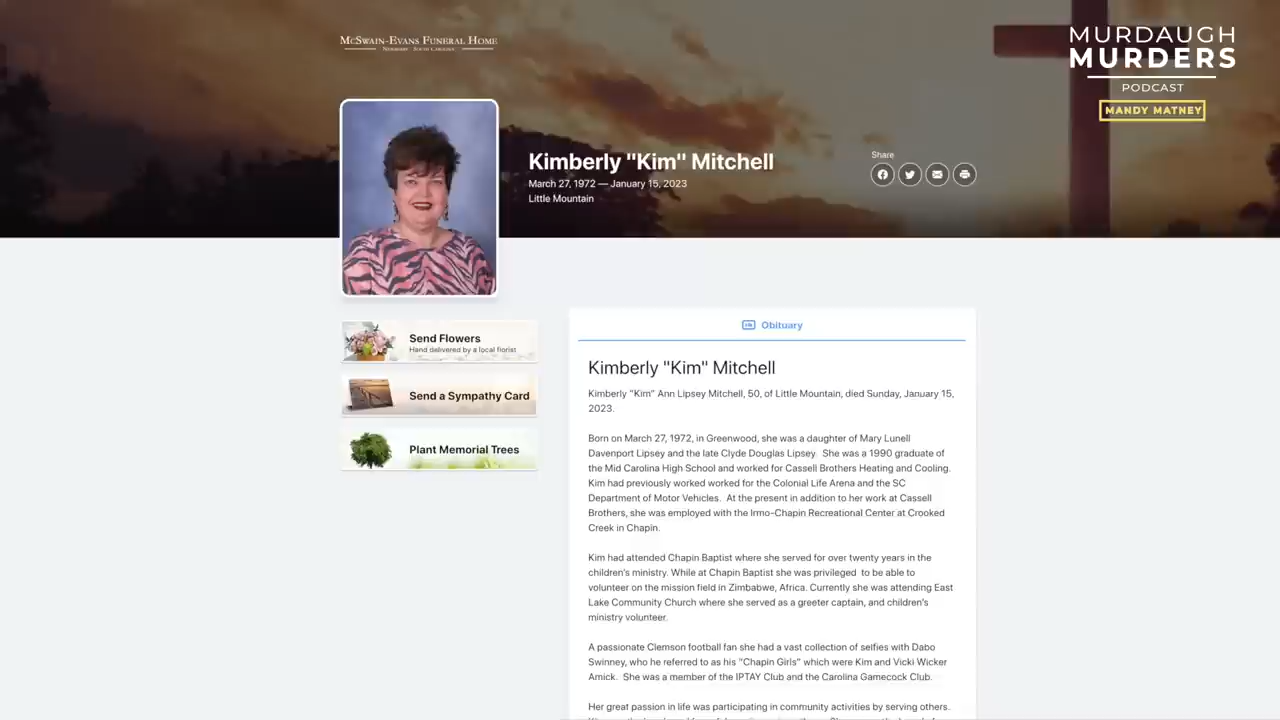 McSwain-Evans Funeral Home
Newberry, South Carolina
MURDAUGH
MURDERS
PODCAST
MANDY MATNEY
Kimberly "Kim" Mitchell
March 27, 1972 — January 15, 2023
Little Mountain
Share
Send Flowers
Hand delivered by a local florist
Send a Sympathy Card
Plant Memorial Trees
Obituary
Kimberly "Kim" Mitchell
Kimberly "Kim" Ann Lipsey Mitchell, 50, of Little Mountain, died Sunday, January 15,
2023.
Born on March 27, 1972, in Greenwood, she was a daughter of Mary Lunell
Davenport Lipsey and the late Clyde Douglas Lipsey.  She was a 1990 graduate of
the Mid Carolina High School and worked for Cassell Brothers Heating and Cooling.
Kim had previously worked worked for the Colonial Life Arena and the SC
Department of Motor Vehicles.  At the present in addition to her work at Cassell
Brothers, she was employed with the Irmo-Chapin Recreational Center at Crooked
Creek in Chapin.
Kim had attended Chapin Baptist where she served for over twenty years in the
children's ministry. While at Chapin Baptist she was privileged  to be able to
volunteer on the mission field in Zimbabwe, Africa. Currently she was attending East
Lake Community Church where she served as a greeter captain, and children's
ministry volunteer.
A passionate Clemson football fan she had a vast collection of selfies with Dabo
Swinney, who he referred to as his "Chapin Girls" which were Kim and Vicki Wicker
Amick.  She was a member of the IPTAY Club and the Carolina Gamecock Club.
Her great passion in life was participating in community activities by serving others.